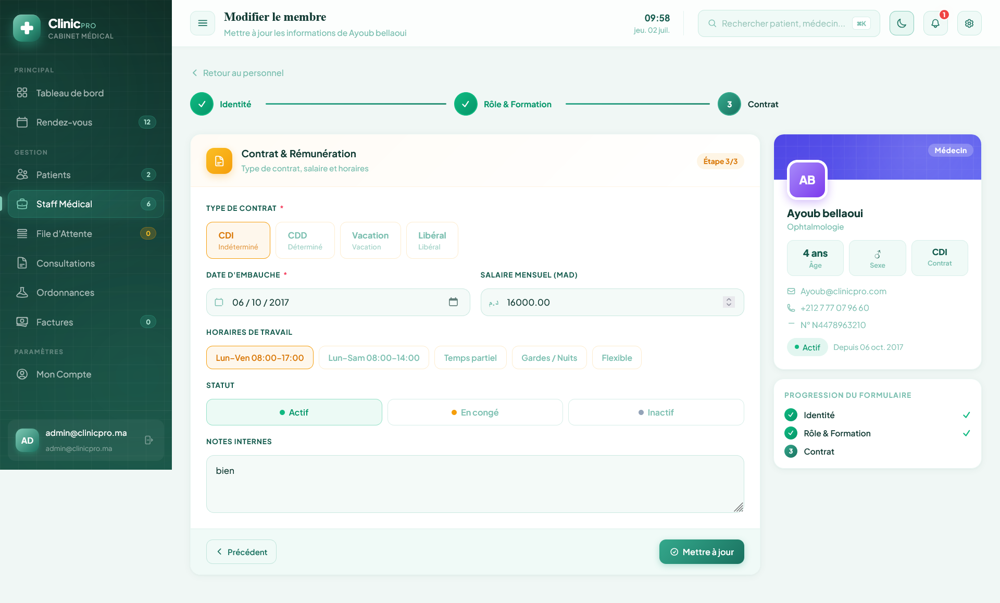 ClinicPRO
CABINET MÉDICAL
PRINCIPAL
Tableau de bord
Rendez-vous 12
GESTION
Patients 2
Staff Médical 6
File d'Attente 0
Consultations
Ordonnances
Factures 0
PARAMÈTRES
Mon Compte
AD
admin@clinicpro.ma
admin@clinicpro.ma
Modifier le membre
Mettre à jour les informations de Ayoub bellaoui
09:58
jeu. 02 juil.
Rechercher patient, médecin... ⌘K
1
Retour au personnel
Identité
Rôle & Formation
3 Contrat
Contrat & Rémunération
Type de contrat, salaire et horaires
Étape 3/3
TYPE DE CONTRAT *
CDI
Indéterminé
CDD
Déterminé
Vacation
Vacation
Libéral
Libéral
DATE D'EMBAUCHE *
06 / 10 / 2017
SALAIRE MENSUEL (MAD)
د.م. 16000.00
HORAIRES DE TRAVAIL
Lun–Ven 08:00–17:00
Lun–Sam 08:00–14:00
Temps partiel
Gardes / Nuits
Flexible
STATUT
Actif
En congé
Inactif
NOTES INTERNES
bien
Précédent
Mettre à jour
Médecin
AB
Ayoub bellaoui
Ophtalmologie
4 ans
Âge
♂
Sexe
CDI
Contrat
Ayoub@clinicpro.com
+212 7 77 07 96 60
N° N4478963210
Actif
Depuis 06 oct. 2017
PROGRESSION DU FORMULAIRE
Identité
Rôle & Formation
3 Contrat